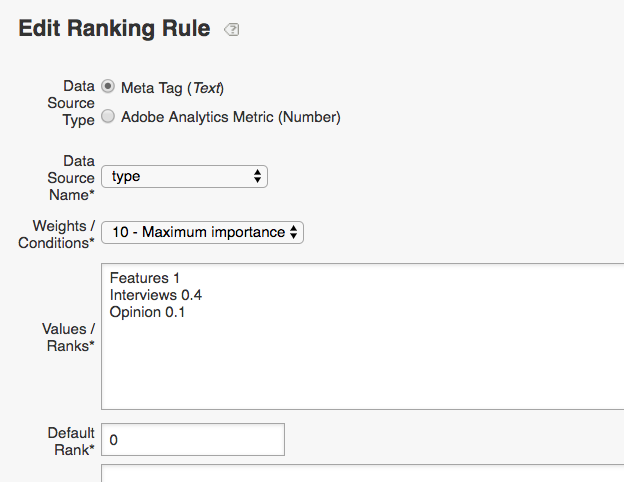 Edit Ranking Rule ?
Data Source Type
Meta Tag (Text)
Adobe Analytics Metric (Number)
Data Source Name*
type
Weights / Conditions*
10 - Maximum importance
Values / Ranks*
Features 1
Interviews 0.4
Opinion 0.1
Default Rank*
0